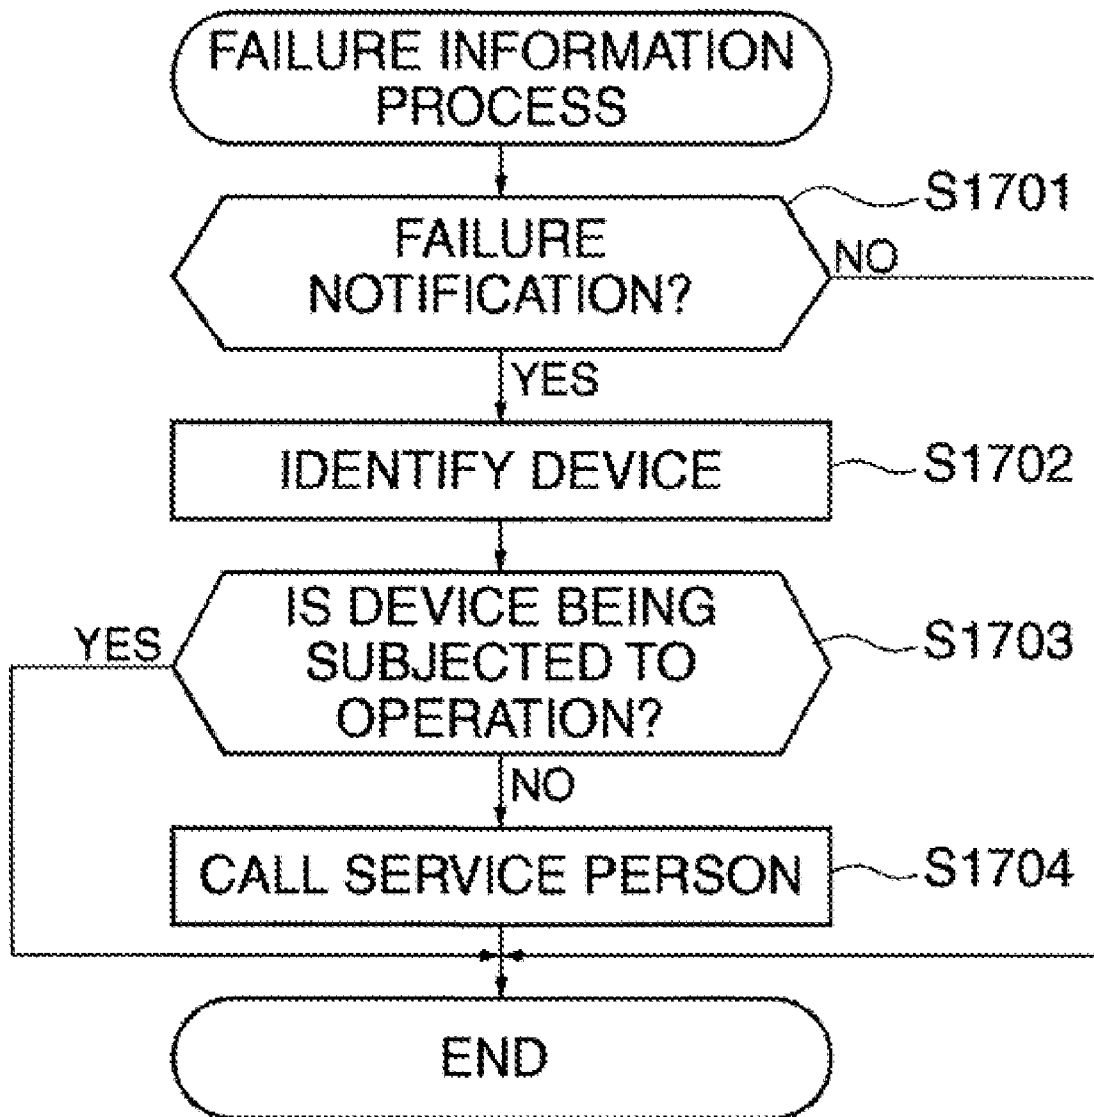 FAILURE INFORMATION
PROCESS
S1701
FAILURE
NOTIFICATION?
NO
YES
IDENTIFY DEVICE
S1702
IS DEVICE BEING
SUBJECTED TO
OPERATION?
YES
S1703
NO
CALL SERVICE PERSON
S1704
END